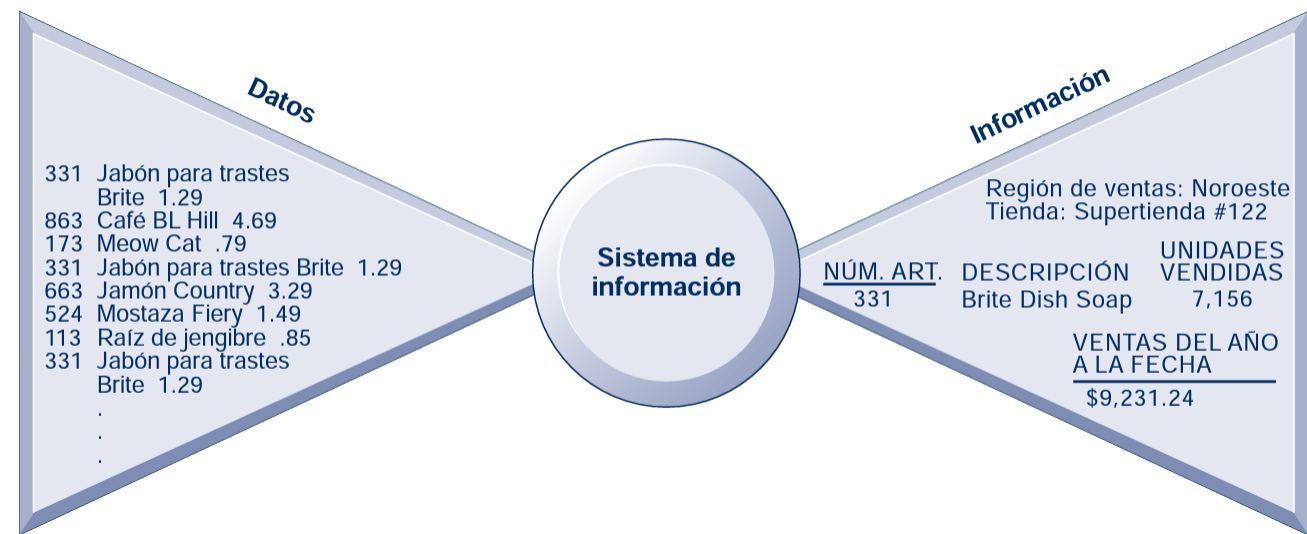 Datos
331 Jabón para trastes
Brite 1.29
863 Café BL Hill 4.69
173 Meow Cat .79
331 Jabón para trastes Brite 1.29
663 Jamón Country 3.29
524 Mostaza Fiery 1.49
113 Raíz de jengibre .85
331 Jabón para trastes
Brite 1.29
.
.
.
Sistema de
información
Información
Región de ventas: Noroeste
Tienda: Supertienda #122
NÚM. ART. DESCRIPCIÓN UNIDADES VENDIDAS
331 Brite Dish Soap 7,156
VENTAS DEL AÑO
A LA FECHA
$9,231.24